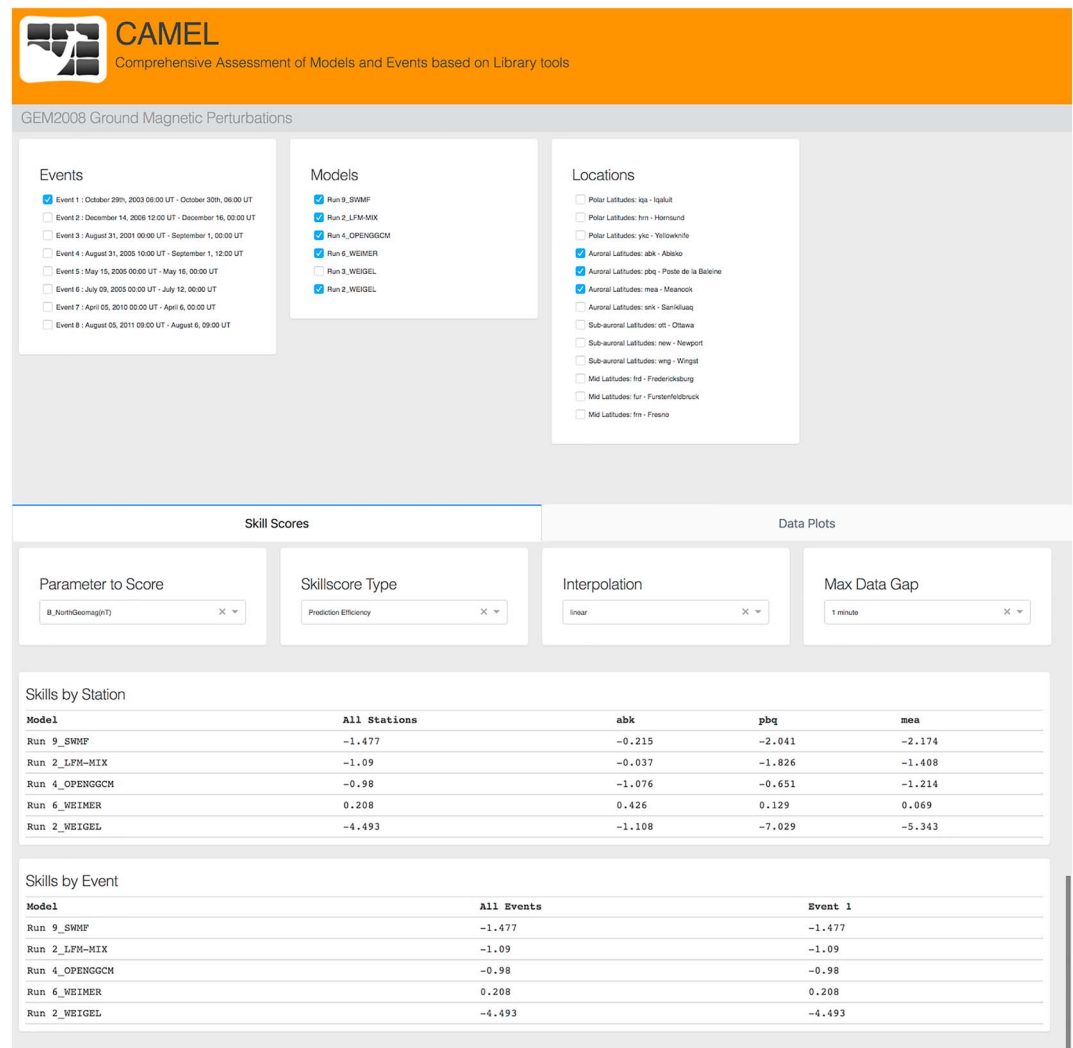 CAMEL
Comprehensive Assessment of Models and Events based on Library tools
GEM2008 Ground Magnetic Perturbations
Events
Event 1 : October 29th, 2003 06:00 UT - October 30th, 06:00 UT
Event 2 : December 14, 2006 12:00 UT - December 16, 00:00 UT
Event 3 : August 31, 2001 00:00 UT - September 1, 00:00 UT
Event 4 : August 31, 2005 10:00 UT - September 1, 12:00 UT
Event 5 : May 15, 2005 00:00 UT - May 16, 00:00 UT
Event 6 : July 09, 2005 00:00 UT - July 12, 00:00 UT
Event 7 : April 05, 2010 00:00 UT - April 6, 00:00 UT
Event 8 : August 05, 2011 09:00 UT - August 6, 09:00 UT
Models
Run 9_SWMF
Run 2_LFM-MIX
Run 4_OPENGGCM
Run 6_WEIMER
Run 3_WEIGEL
Run 2_WEIGEL
Locations
Polar Latitudes: iqa - Iqaluit
Polar Latitudes: hrn - Hornsund
Polar Latitudes: ykc - Yellowknife
Auroral Latitudes: abk - Abisko
Auroral Latitudes: pbq - Poste de la Baleine
Auroral Latitudes: mea - Meanook
Auroral Latitudes: snk - Sanikiluaq
Sub-auroral Latitudes: ott - Ottawa
Sub-auroral Latitudes: new - Newport
Sub-auroral Latitudes: wng - Wingst
Mid Latitudes: frd - Fredericksburg
Mid Latitudes: fur - Furstenfeldbruck
Mid Latitudes: frn - Fresno
Skill Scores Data Plots
Parameter to Score
B_NorthGeomag(nT)
Skillscore Type
Prediction Efficiency
Interpolation
linear
Max Data Gap
1 minute
Skills by Station
Model All Stations abk pbq mea
Run 9_SWMF -1.477 -0.215 -2.041 -2.174
Run 2_LFM-MIX -1.09 -0.037 -1.826 -1.408
Run 4_OPENGGCM -0.98 -1.076 -0.651 -1.214
Run 6_WEIMER 0.208 0.426 0.129 0.069
Run 2_WEIGEL -4.493 -1.108 -7.029 -5.343
Skills by Event
Model All Events Event 1
Run 9_SWMF -1.477 -1.477
Run 2_LFM-MIX -1.09 -1.09
Run 4_OPENGGCM -0.98 -0.98
Run 6_WEIMER 0.208 0.208
Run 2_WEIGEL -4.493 -4.493